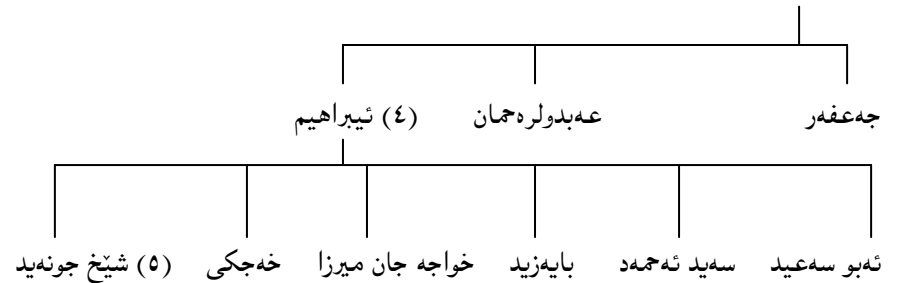 جەعفەر عەبدولرەحمان (٤) ئیبراهیم
ئەبو سەعید سەید ئەحمەد بایەزید خواجە جان میرزا خەجکی (٥) شێخ جونەید